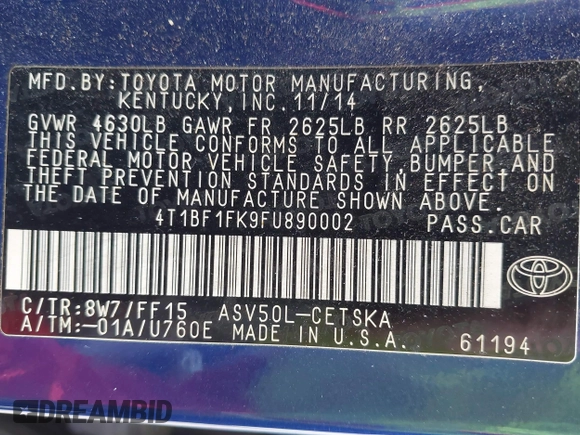 MFD.BY:TOYOTA MOTOR MANUFACTURING,
KENTUCKY,INC.11/14
GVWR 4630LB GAWR FR 2625LB RR 2625LB
THIS VEHICLE CONFORMS TO ALL APPLICABLE
FEDERAL MOTOR VEHICLE SAFETY,BUMPER,AND
THEFT PREVENTION STANDARDS IN EFFECT ON
THE DATE OF MANUFACTURE SHOWN ABOVE.
4T1BF1FK9FU890002 PASS.CAR
C/TR:8W7/FF15 ASV50L-CETSKA
A/TM:-01A/U760E MADE IN U.S.A. 61194
DREAMBID